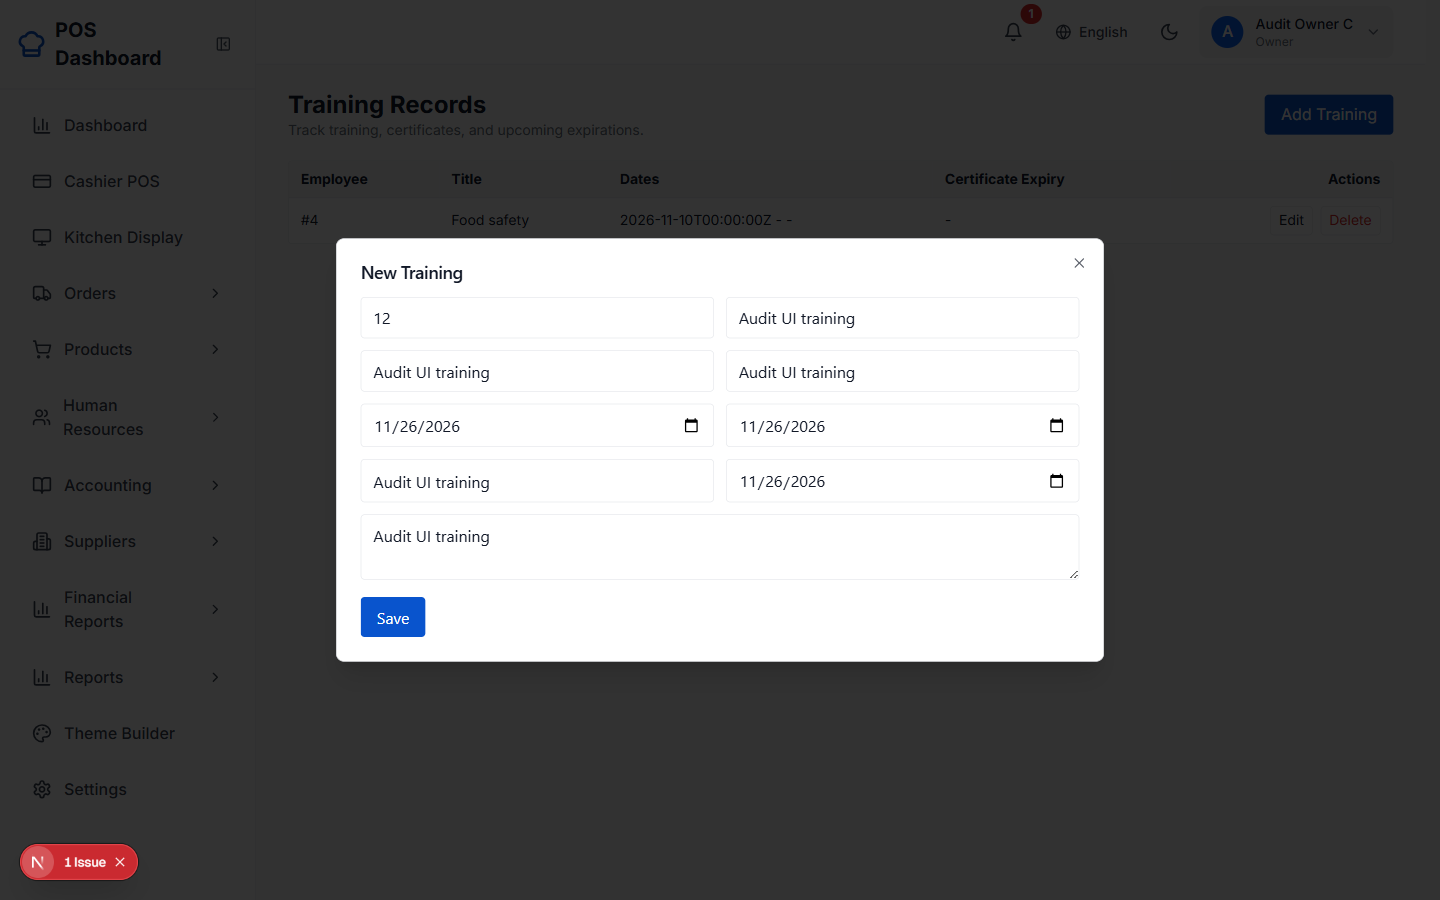 POS
Dashboard
1
English
A
Audit Owner C
Owner
Dashboard
Cashier POS
Kitchen Display
Orders
Products
Human
Resources
Accounting
Suppliers
Financial
Reports
Reports
Theme Builder
Settings
N
1 Issue
Training Records
Track training, certificates, and upcoming expirations.
Add Training
Employee Title Dates Certificate Expiry Actions
#4 Food safety 2026-11-10T00:00:00Z - - - Edit Delete
New Training
12 Audit UI training
Audit UI training Audit UI training
11/26/2026 11/26/2026
Audit UI training 11/26/2026
Audit UI training
Save